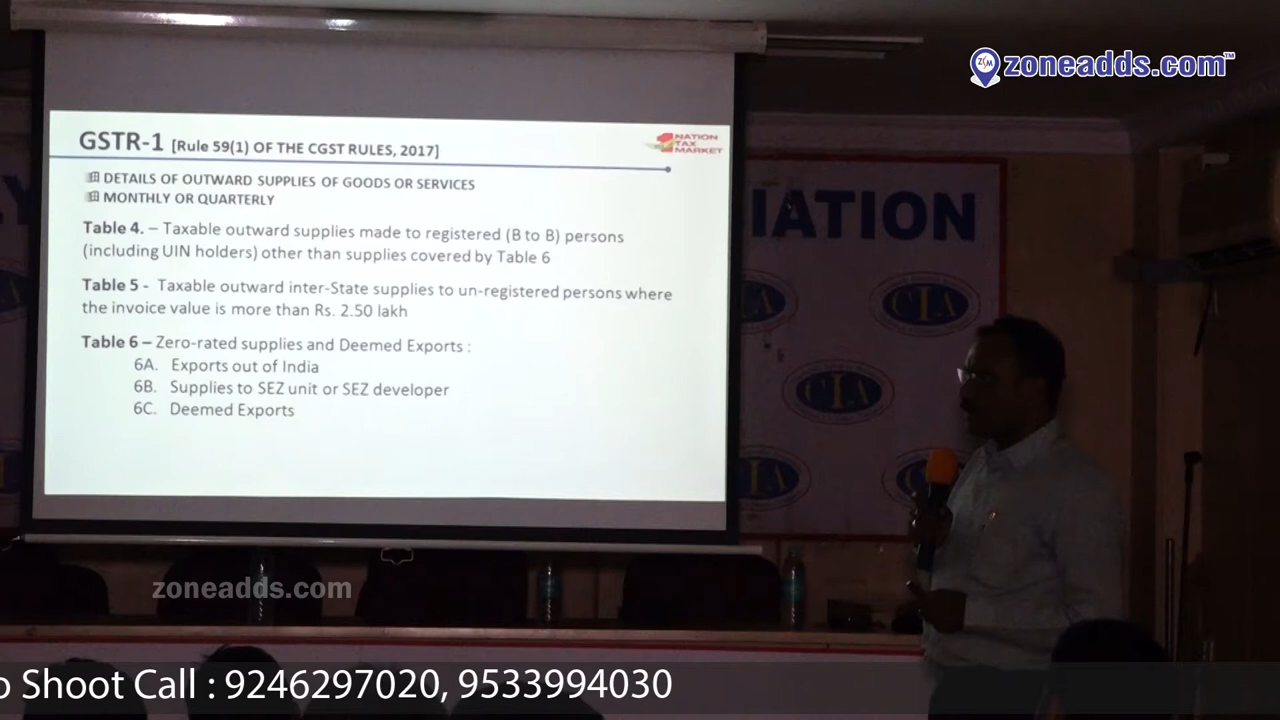 zoneadds.com™
GSTR-1 [Rule 59(1) OF THE CGST RULES, 2017]
1 NATION
TAX
MARKET
DETAILS OF OUTWARD SUPPLIES OF GOODS OR SERVICES
MONTHLY OR QUARTERLY
Table 4. – Taxable outward supplies made to registered (B to B) persons
(including UIN holders) other than supplies covered by Table 6
Table 5 - Taxable outward inter-State supplies to un-registered persons where
the invoice value is more than Rs. 2.50 lakh
Table 6 – Zero-rated supplies and Deemed Exports :
6A. Exports out of India
6B. Supplies to SEZ unit or SEZ developer
6C. Deemed Exports
IATION
CLA
CLA
zoneadds.com
o Shoot Call : 9246297020, 9533994030